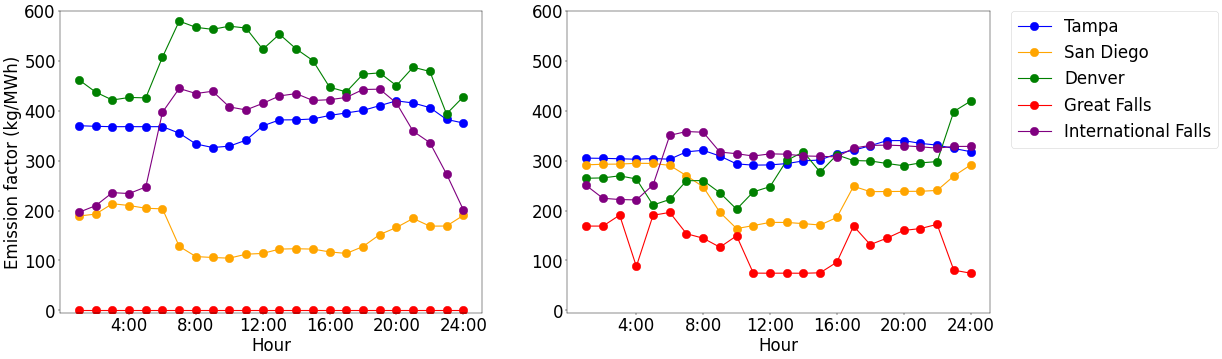 Emission factor (kg/MWh)
600
500
400
300
200
100
0
4:00 8:00 12:00 16:00 20:00 24:00
Hour
600
500
400
300
200
100
0
4:00 8:00 12:00 16:00 20:00 24:00
Hour
Tampa
San Diego
Denver
Great Falls
International Falls